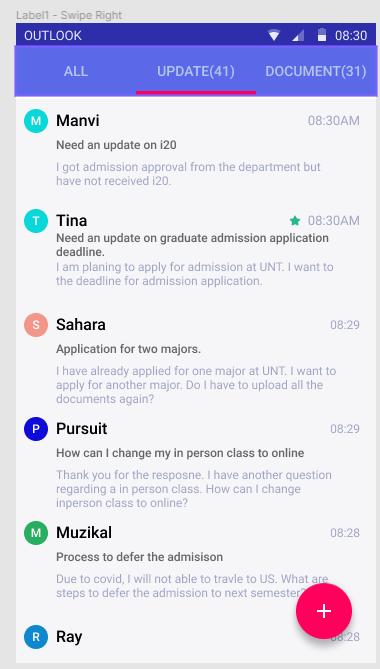 Label1 - Swipe Right
OUTLOOK 08:30
ALL UPDATE(41) DOCUMENT(31)
M Manvi 08:30AM
Need an update on i20
I got admission approval from the department but
have not received i20.
T Tina 08:30AM
Need an update on graduate admission application
deadline.
I am planing to apply for admission at UNT. I want to
the deadline for admission application.
S Sahara 08:29
Application for two majors.
I have already applied for one major at UNT. I want to
apply for another major. Do I have to upload all the
documents again?
P Pursuit 08:29
How can I change my in person class to online
Thank you for the resposne. I have another question
regarding a in person class. How can I change
inperson class to online?
M Muzikal 08:28
Process to defer the admisison
Due to covid, I will not able to travle to US. What are
steps to defer the admission to next semester?
R Ray 08:28